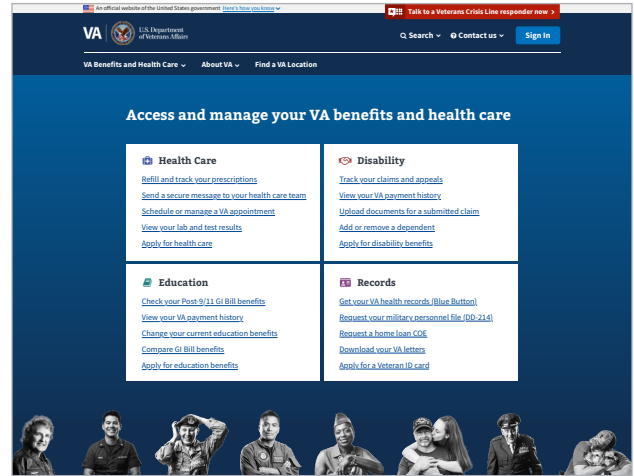 An official website of the United States government Here's how you know
Talk to a Veterans Crisis Line responder now
VA
U.S. Department
of Veterans Affairs
Search
Contact us
Sign In
VA Benefits and Health Care
About VA
Find a VA Location
Access and manage your VA benefits and health care
Health Care
Refill and track your prescriptions
Send a secure message to your health care team
Schedule or manage a VA appointment
View your lab and test results
Apply for health care
Disability
Track your claims and appeals
View your VA payment history
Upload documents for a submitted claim
Add or remove a dependent
Apply for disability benefits
Education
Check your Post-9/11 GI Bill benefits
View your VA payment history
Change your current education benefits
Compare GI Bill benefits
Apply for education benefits
Records
Get your VA health records (Blue Button)
Request your military personnel file (DD-214)
Request a home loan COE
Download your VA letters
Apply for a Veteran ID card